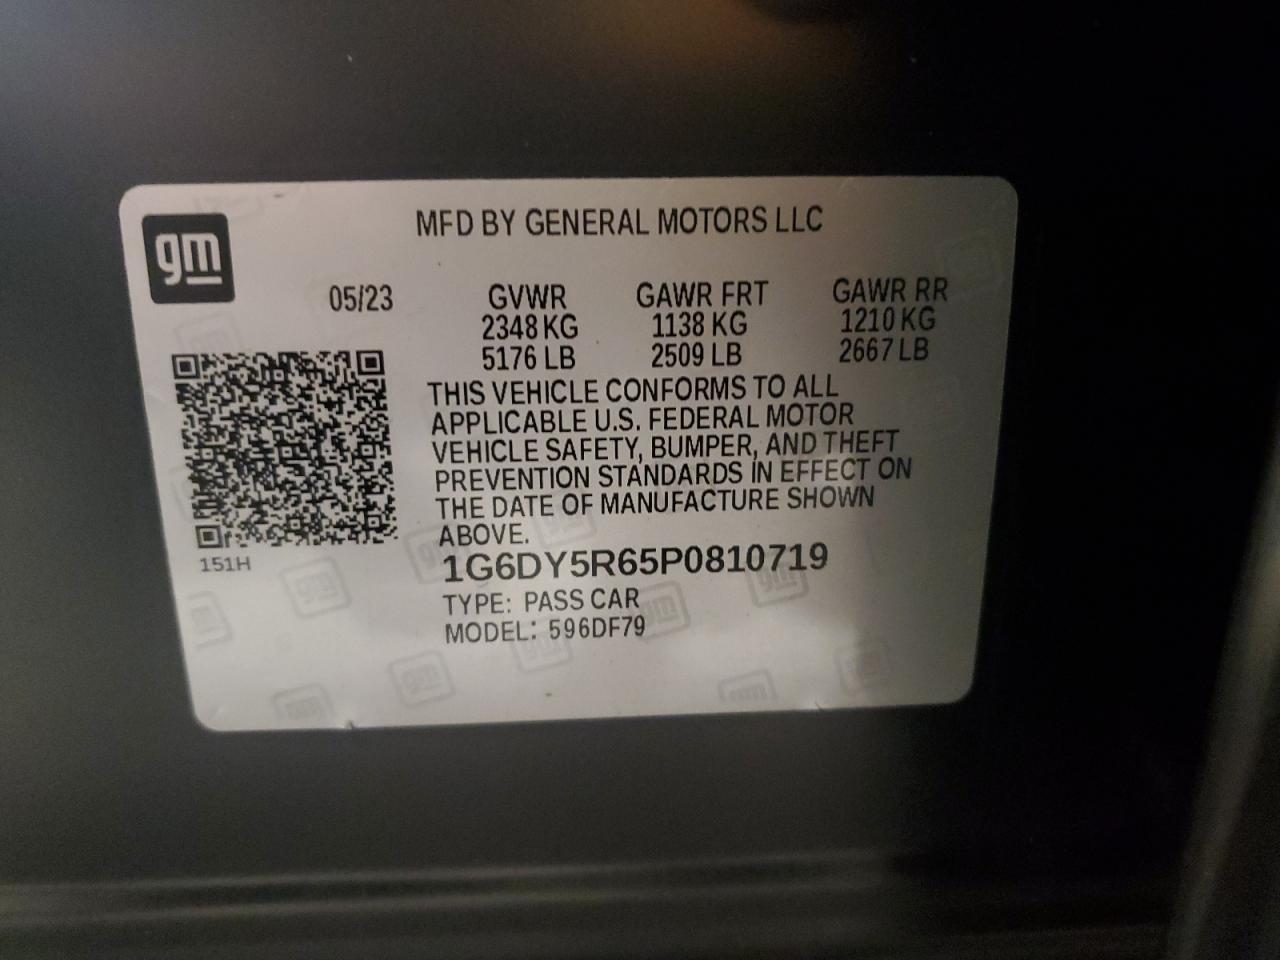 gm
MFD BY GENERAL MOTORS LLC
05/23 GVWR GAWR FRT GAWR RR
2348 KG 1138 KG 1210 KG
5176 LB 2509 LB 2667 LB
THIS VEHICLE CONFORMS TO ALL
APPLICABLE U.S. FEDERAL MOTOR
VEHICLE SAFETY, BUMPER, AND THEFT
PREVENTION STANDARDS IN EFFECT ON
THE DATE OF MANUFACTURE SHOWN
ABOVE.
151H
1G6DY5R65P0810719
TYPE: PASS CAR
MODEL: 596DF79